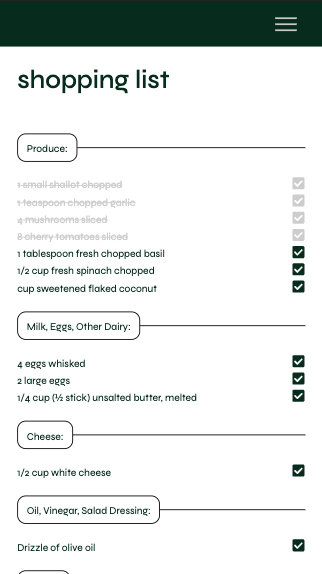 shopping list
Produce:
1 small shallot chopped
1 teaspoon chopped garlic
4 mushrooms sliced
8 cherry tomatoes sliced
1 tablespoon fresh chopped basil
1/2 cup fresh spinach chopped
cup sweetened flaked coconut
Milk, Eggs, Other Dairy:
4 eggs whisked
2 large eggs
1/4 cup (½ stick) unsalted butter, melted
Cheese:
1/2 cup white cheese
Oil, Vinegar, Salad Dressing:
Drizzle of olive oil